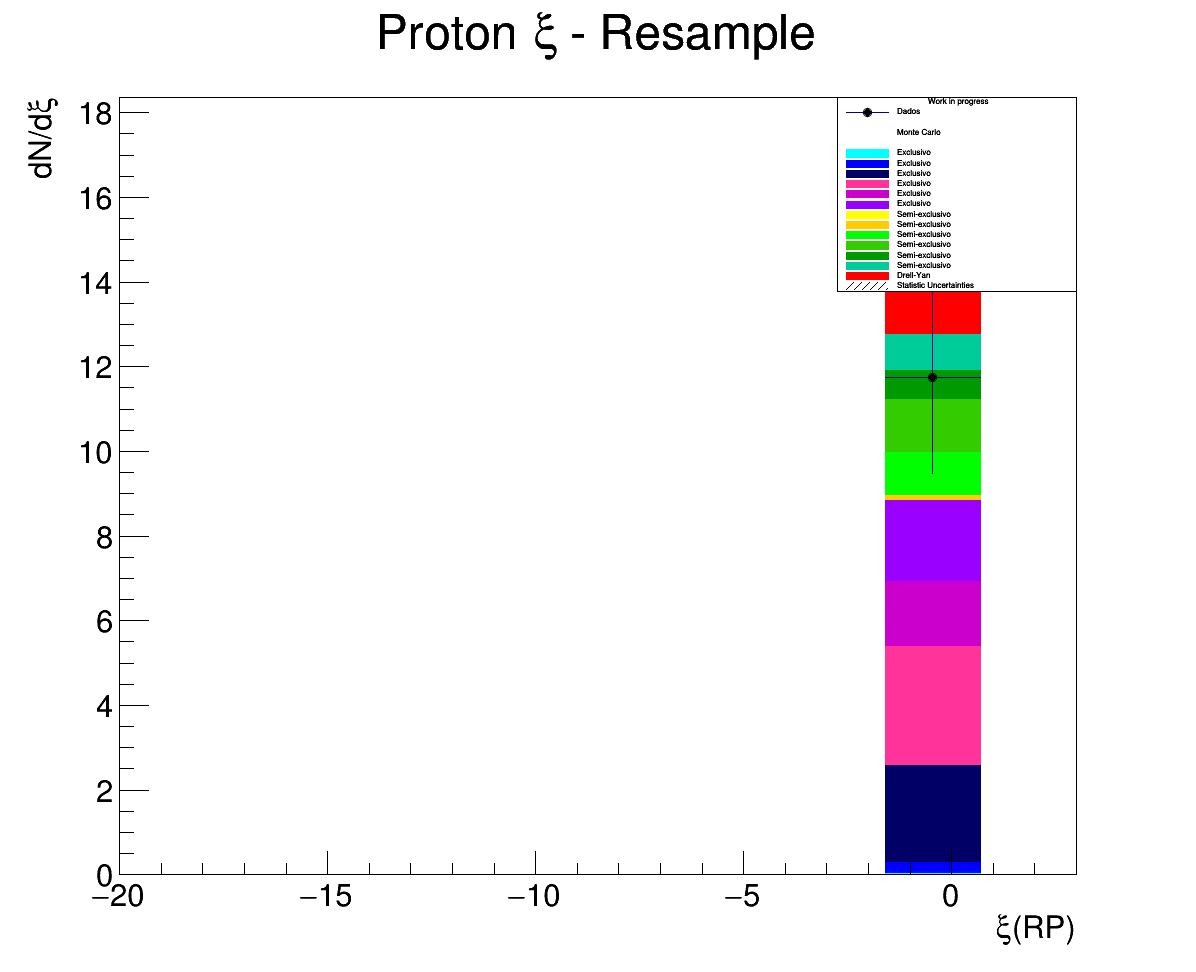 Proton ξ - Resample
dN/dξ
18
16
14
12
10
8
6
4
2
0
Work in progress
Dados
Monte Carlo
Exclusivo
Exclusivo
Exclusivo
Exclusivo
Exclusivo
Exclusivo
Semi-exclusivo
Semi-exclusivo
Semi-exclusivo
Semi-exclusivo
Semi-exclusivo
Semi-exclusivo
Drell-Yan
Statistic Uncertainties
−20 −15 −10 −5 0
ξ(RP)